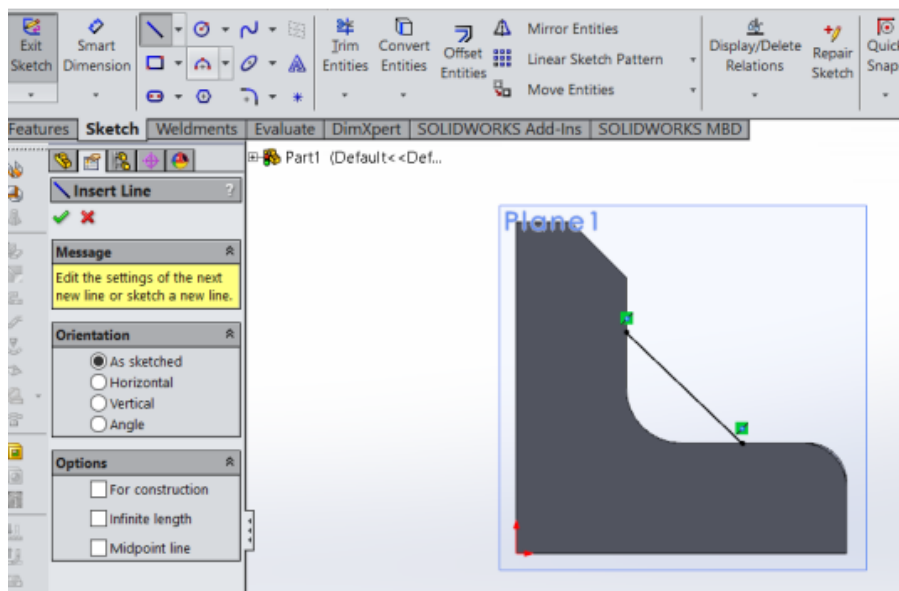 Exit
Sketch
Smart
Dimension
Trim
Entities
Convert
Entities
Offset
Entities
Mirror Entities
Linear Sketch Pattern
Move Entities
Display/Delete
Relations
Repair
Sketch
Quick
Snap
Features
Sketch
Weldments
Evaluate
DimXpert
SOLIDWORKS Add-Ins
SOLIDWORKS MBD
Part1 (Default<<Def...
Insert Line
?
Message
Edit the settings of the next
new line or sketch a new line.
Orientation
As sketched
Horizontal
Vertical
Angle
Options
For construction
Infinite length
Midpoint line
Plane1